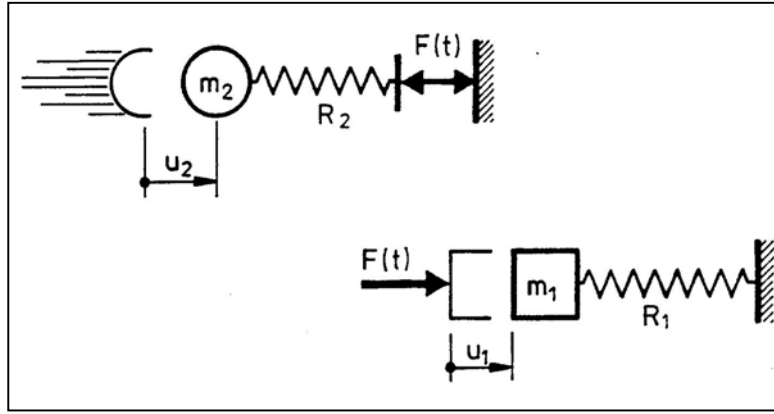 F(t)
m₂
R₂
u₂
F(t)
m₁
R₁
u₁